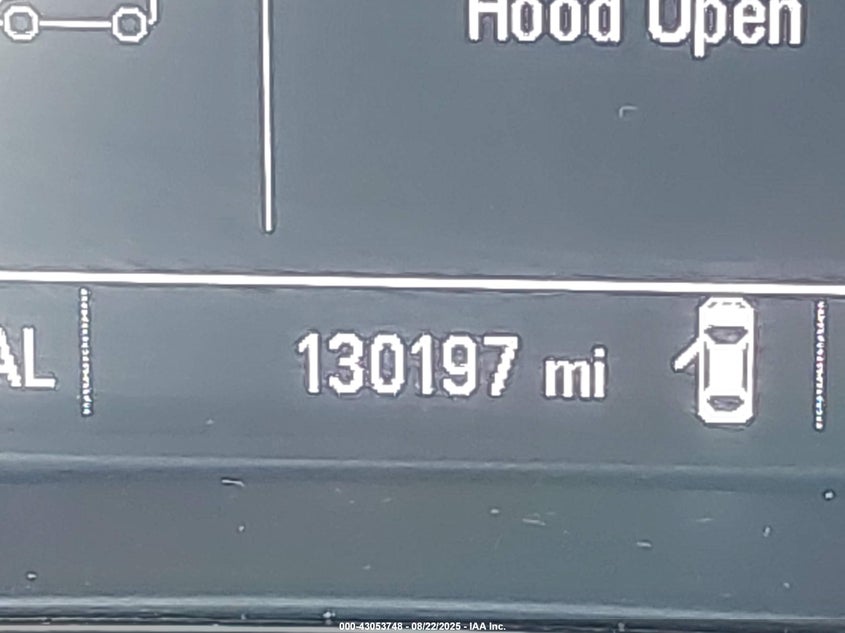 Hood Open
AL
130197 mi
000-43053748 - 08/22/2025 - IAA Inc.